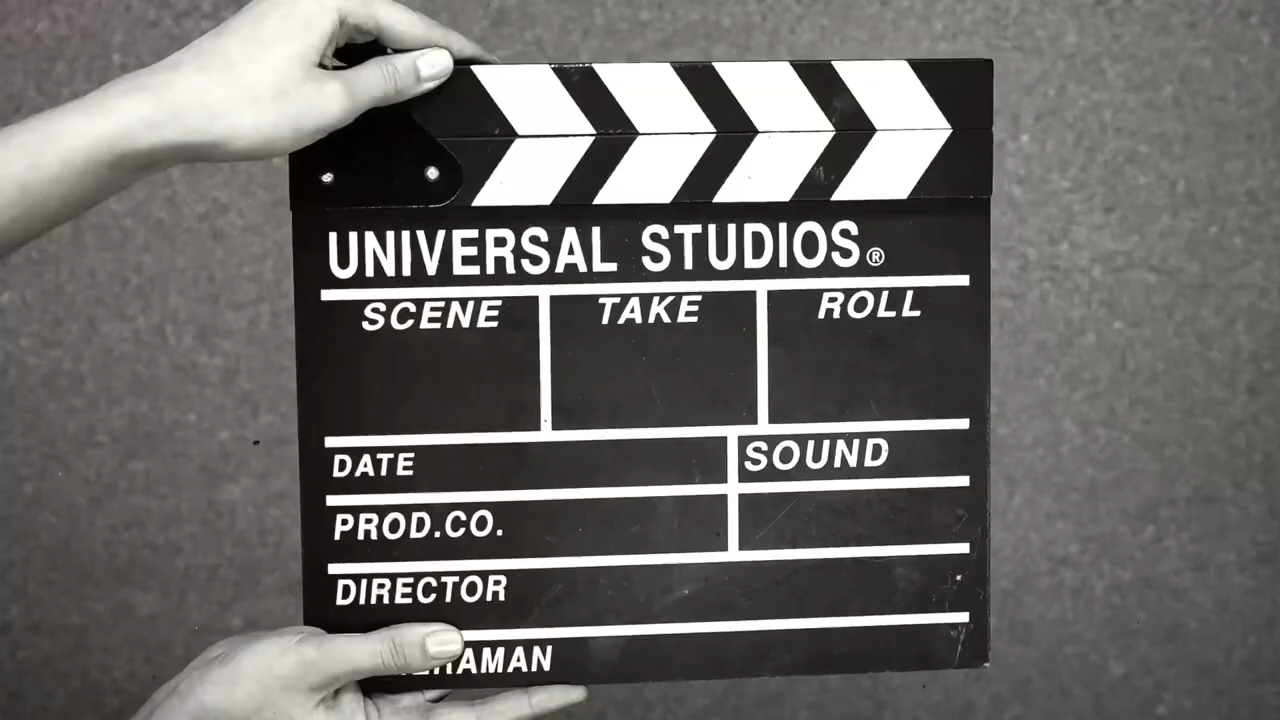 UNIVERSAL STUDIOS®
SCENE TAKE ROLL
DATE SOUND
PROD.CO.
DIRECTOR